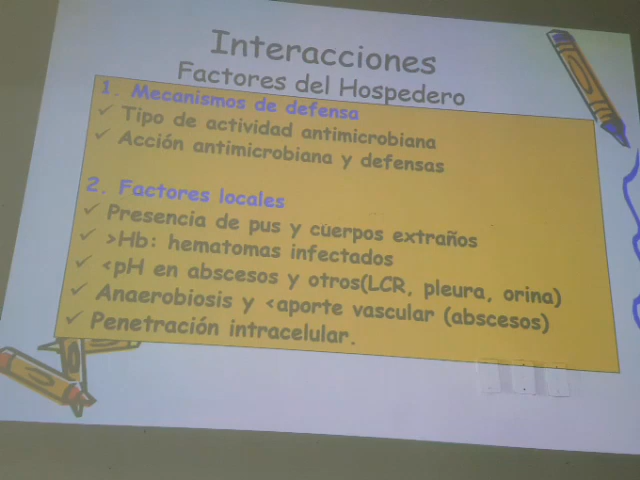 Interacciones
Factores del Hospedero
1. Mecanismos de defensa
✓ Tipo de actividad antimicrobiana
✓ Acción antimicrobiana y defensas
2. Factores locales
✓ Presencia de pus y cuerpos extraños
✓ >Hb: hematomas infectados
✓ <pH en abscesos y otros(LCR, pleura, orina)
✓ Anaerobiosis y <aporte vascular (abscesos)
✓ Penetración intracelular.